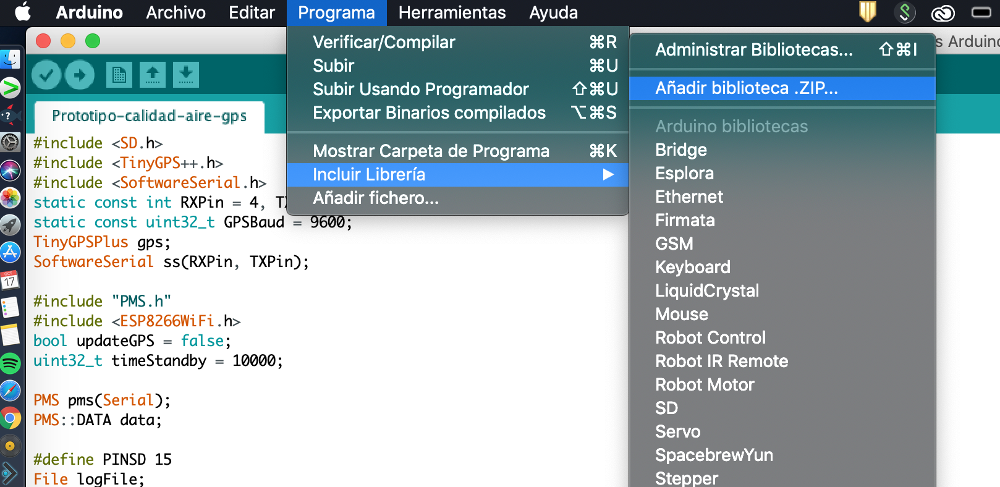 Arduino Archivo Editar Programa Herramientas Ayuda
Verificar/Compilar ⌘R
Subir ⌘U
Subir Usando Programador ⇧⌘U
Exportar Binarios compilados ⌥⌘S
Mostrar Carpeta de Programa ⌘K
Incluir Librería ▶
Añadir fichero...
Administrar Bibliotecas... ⇧⌘I
Añadir biblioteca .ZIP...
Arduino bibliotecas
Bridge
Esplora
Ethernet
Firmata
GSM
Keyboard
LiquidCrystal
Mouse
Robot Control
Robot IR Remote
Robot Motor
SD
Servo
SpacebrewYun
Stepper
s Arduino
Prototipo-calidad-aire-gps
#include <SD.h>
#include <TinyGPS++.h>
#include <SoftwareSerial.h>
static const int RXPin = 4, TX
static const uint32_t GPSBaud = 9600;
TinyGPSPlus gps;
SoftwareSerial ss(RXPin, TXPin);
#include "PMS.h"
#include <ESP8266WiFi.h>
bool updateGPS = false;
uint32_t timeStandby = 10000;
PMS pms(Serial);
PMS::DATA data;
#define PINSD 15
File logFile;
OCT
17